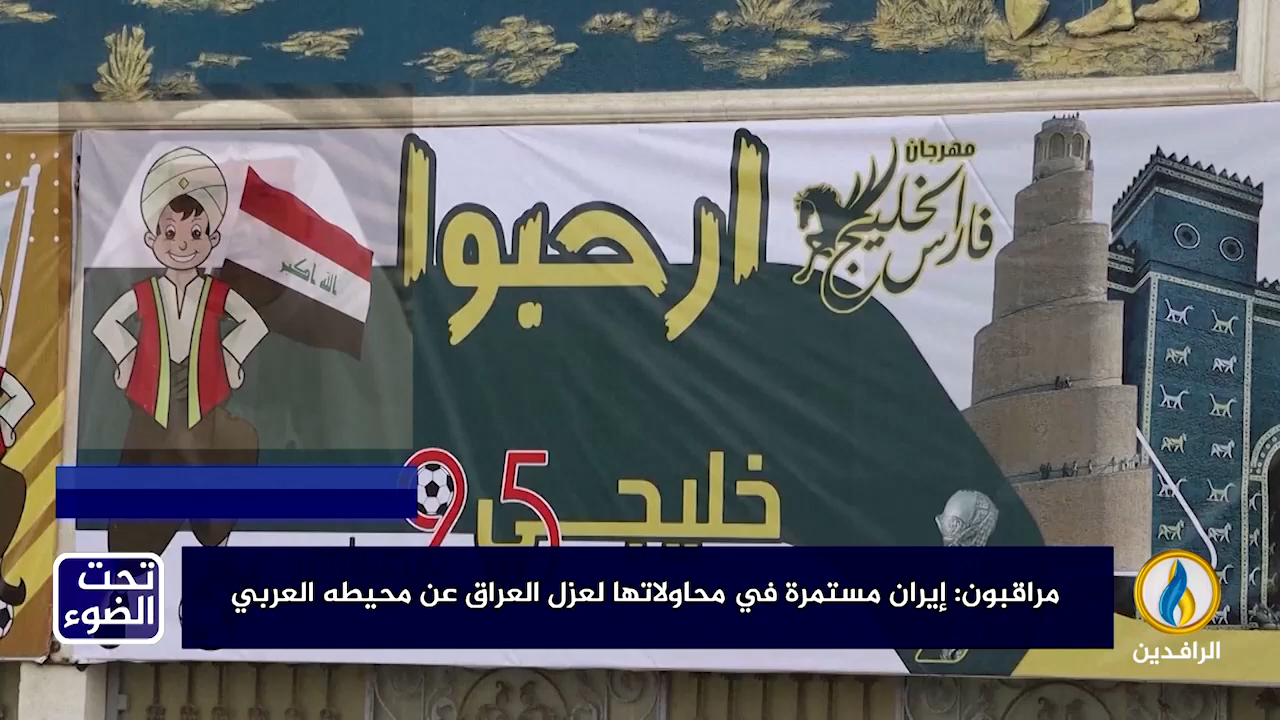 مهرجان
فارس الخليج
ارحبوا
الله اكبر
خليجي 25
مراقبون: إيران مستمرة في محاولاتها لعزل العراق عن محيطه العربي
تحت
الضوء
الرافدين